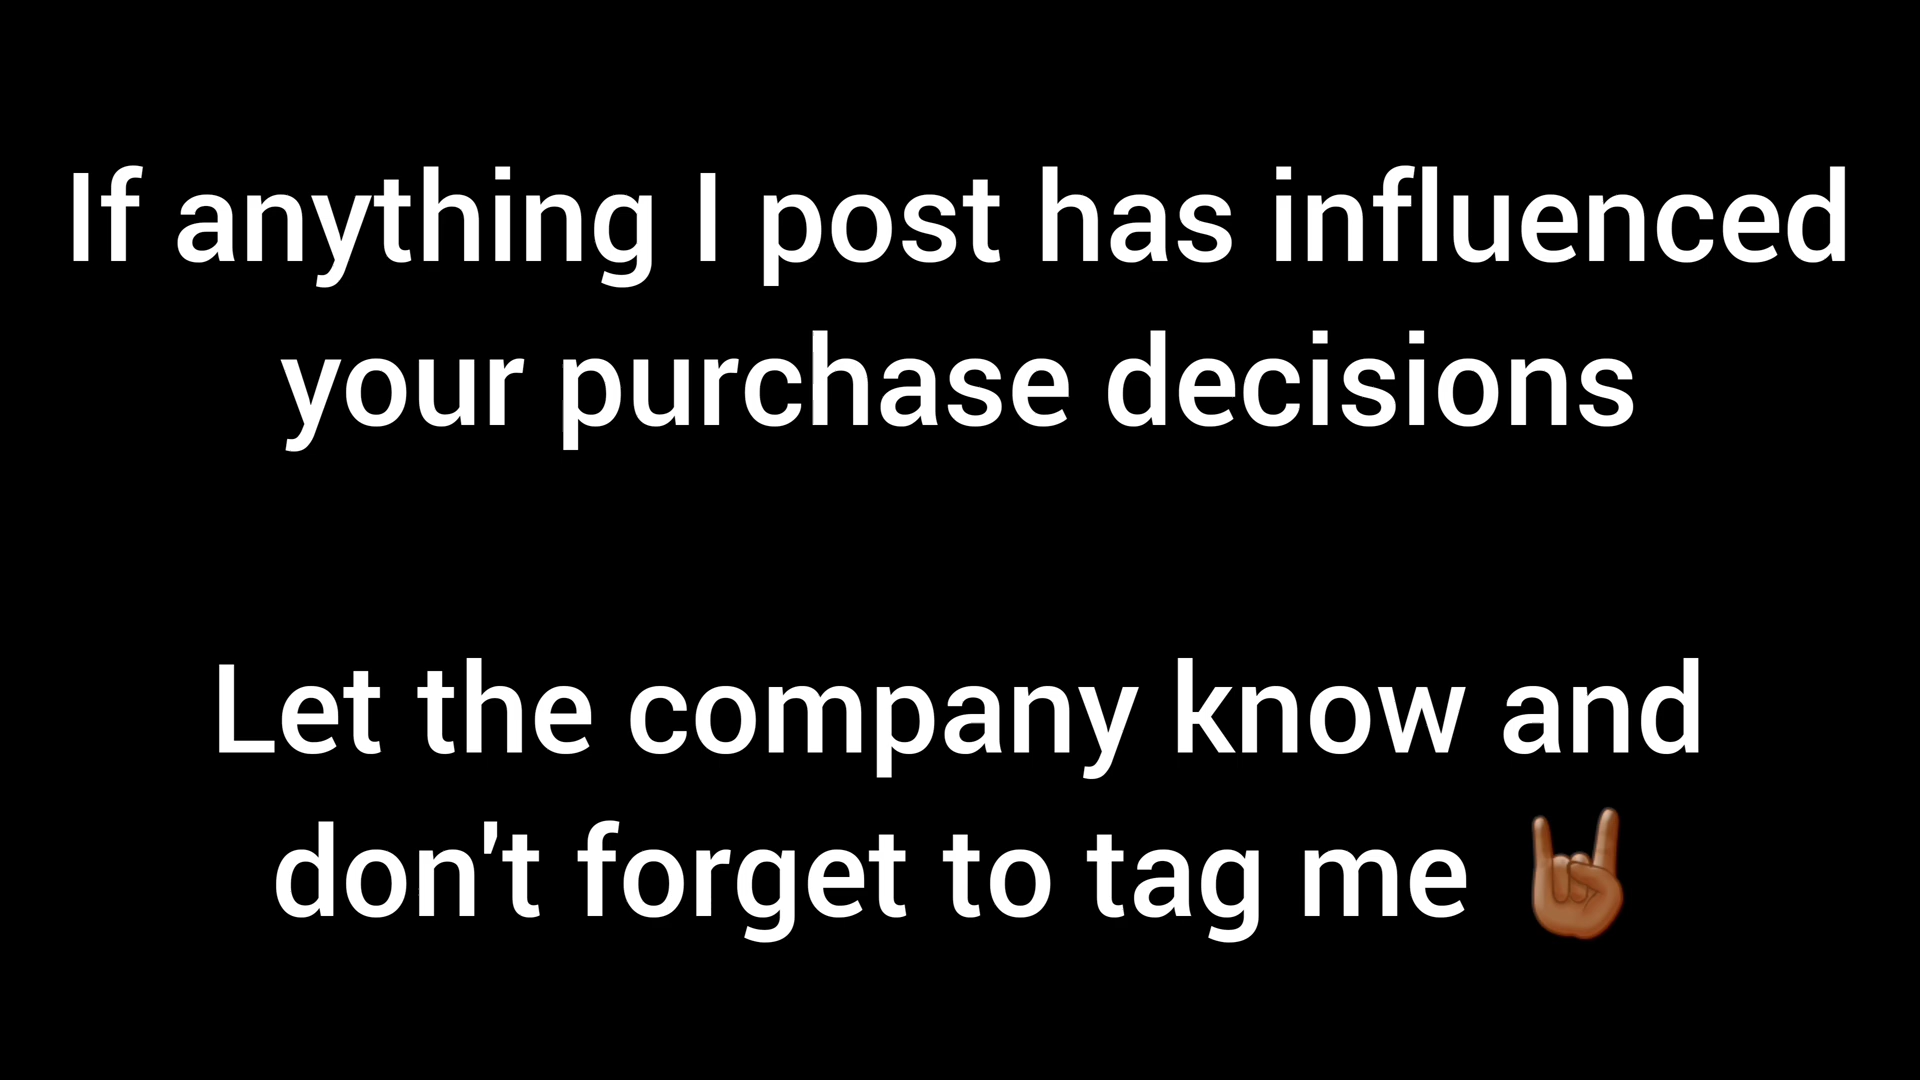 If anything I post has influenced
your purchase decisions
Let the company know and
don't forget to tag me 🤘🏾